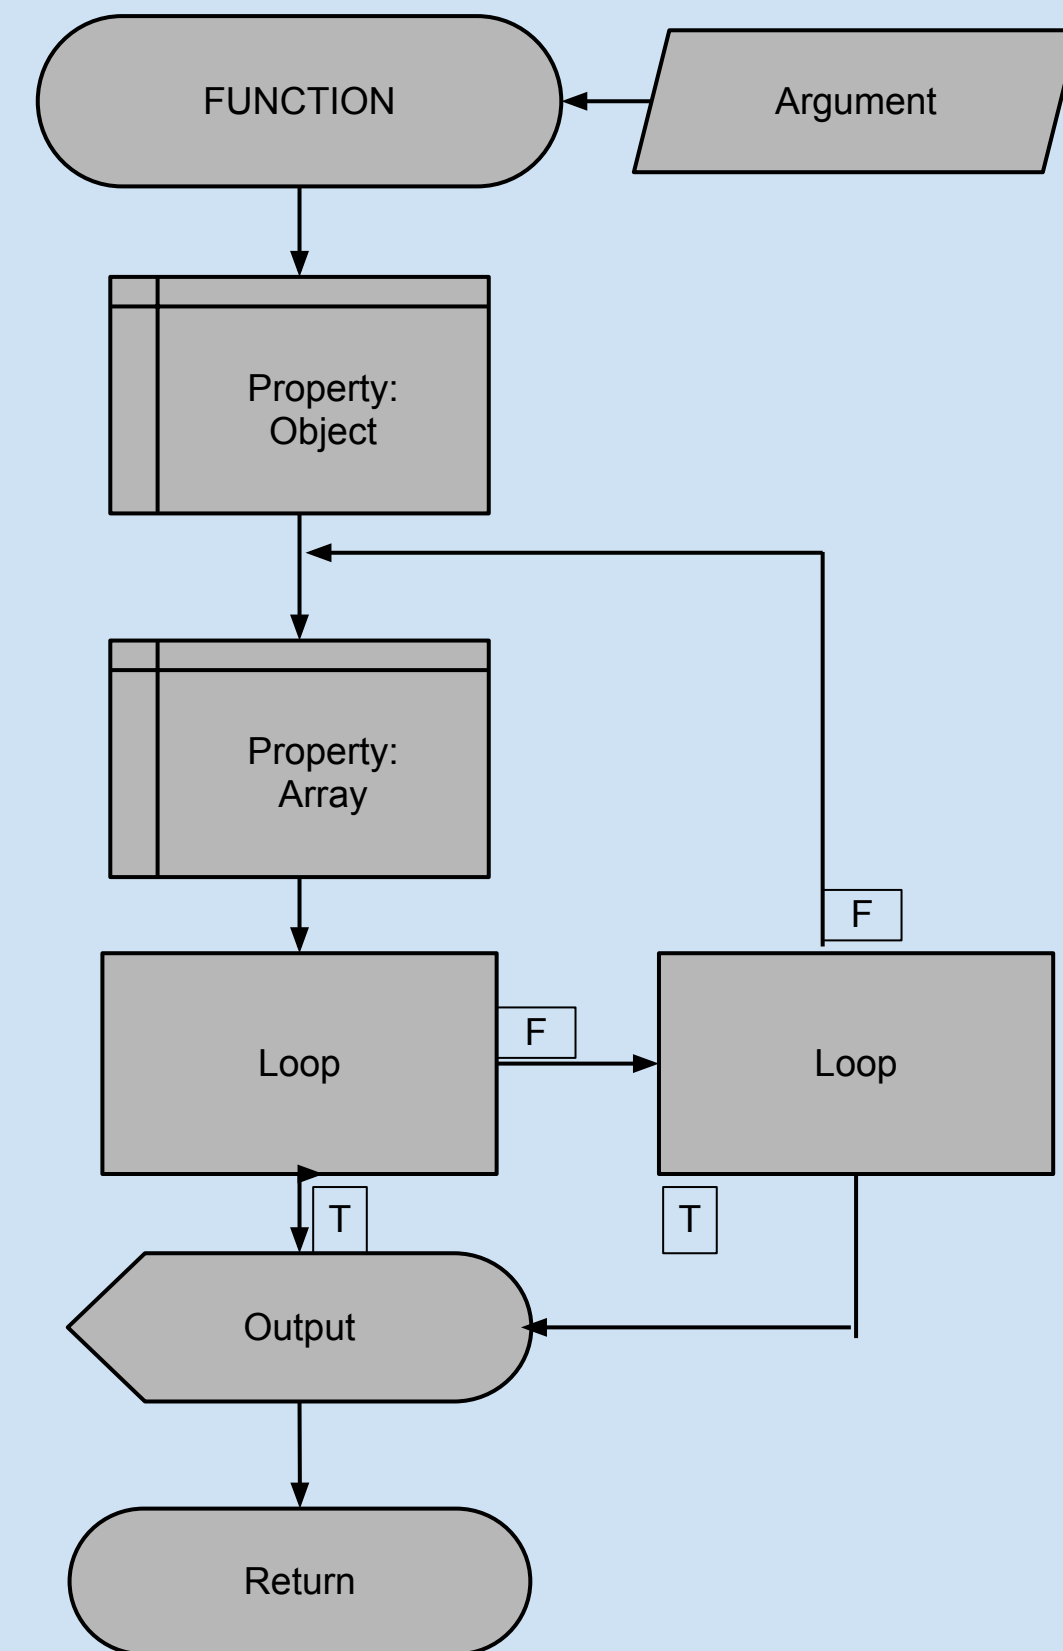 FUNCTION
Argument
Property:
Object
Property:
Array
F
F
Loop
Loop
T
T
Output
Return